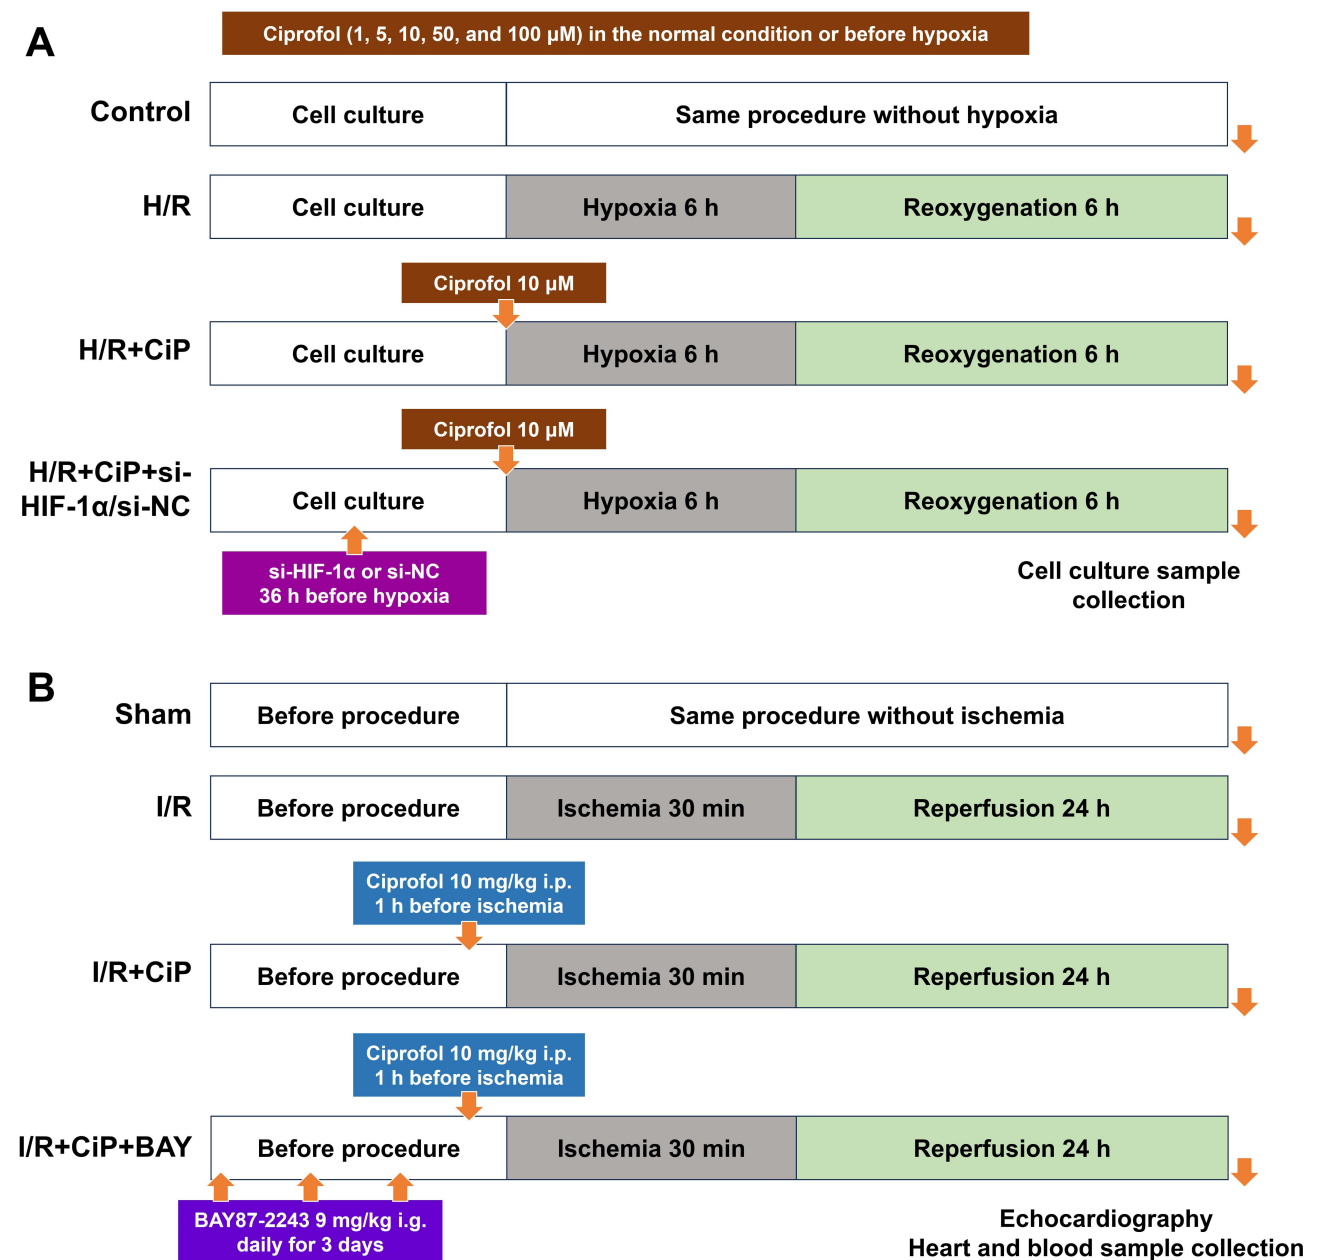 A
Ciprofol (1, 5, 10, 50, and 100 μM) in the normal condition or before hypoxia
Control
Cell culture
Same procedure without hypoxia
H/R
Cell culture
Hypoxia 6 h
Reoxygenation 6 h
Ciprofol 10 μM
H/R+CiP
Cell culture
Hypoxia 6 h
Reoxygenation 6 h
Ciprofol 10 μM
H/R+CiP+si-
HIF-1α/si-NC
Cell culture
Hypoxia 6 h
Reoxygenation 6 h
si-HIF-1α or si-NC
36 h before hypoxia
Cell culture sample
collection
B
Sham
Before procedure
Same procedure without ischemia
I/R
Before procedure
Ischemia 30 min
Reperfusion 24 h
Ciprofol 10 mg/kg i.p.
1 h before ischemia
I/R+CiP
Before procedure
Ischemia 30 min
Reperfusion 24 h
Ciprofol 10 mg/kg i.p.
1 h before ischemia
I/R+CiP+BAY
Before procedure
Ischemia 30 min
Reperfusion 24 h
BAY87-2243 9 mg/kg i.g.
daily for 3 days
Echocardiography
Heart and blood sample collection